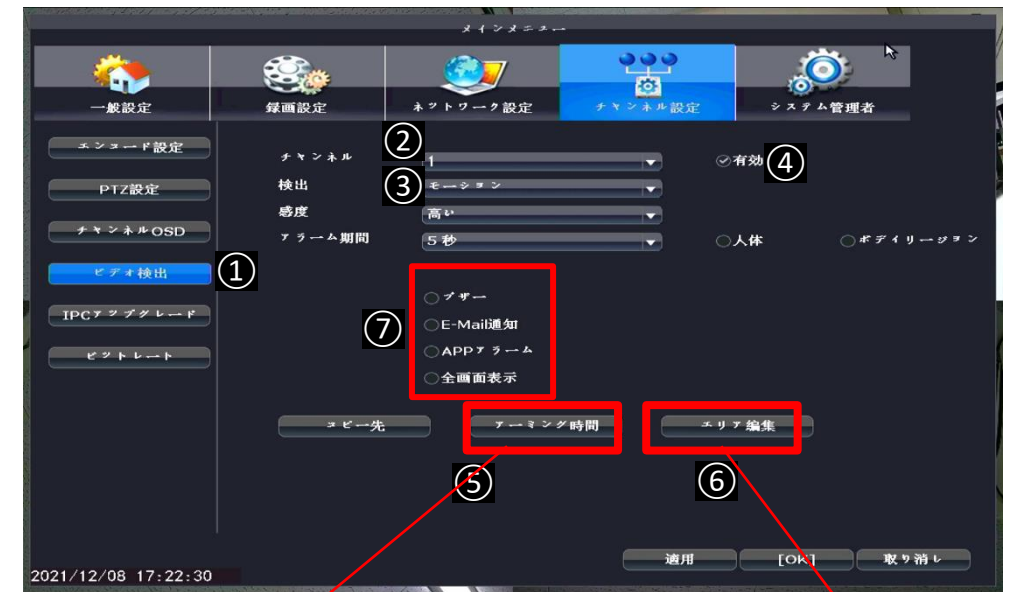 メインメニュー
一般設定
録画設定
ネットワーク設定
チャンネル設定
システム管理者
エンコード設定
PTZ設定
チャンネルOSD
ビデオ検出
①
IPCアップグレード
ビットレート
チャンネル
②
1
有効
④
検出
③
モーション
感度
高い
アラーム期間
5秒
人体
ボディリージョン
⑦
ブザー
E-Mail通知
APPアラーム
全画面表示
コピー先
アーミング時間
エリア編集
⑤
⑥
適用
[OK]
取り消し
2021/12/08 17:22:30